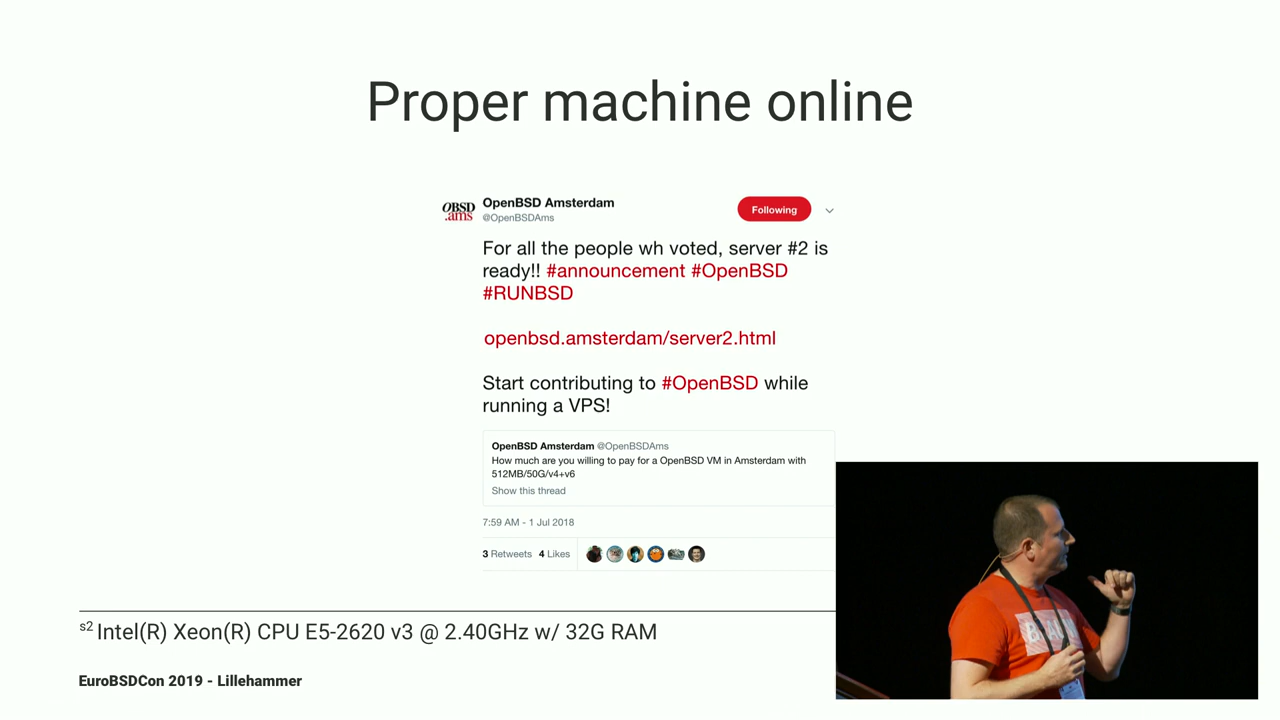 Proper machine online
OBSD
.ams
OpenBSD Amsterdam
@OpenBSDAms
Following
For all the people wh voted, server #2 is
ready!! #announcement #OpenBSD
#RUNBSD
openbsd.amsterdam/server2.html
Start contributing to #OpenBSD while
running a VPS!
OpenBSD Amsterdam @OpenBSDAms
How much are you willing to pay for a OpenBSD VM in Amsterdam with
512MB/50G/v4+v6
Show this thread
7:59 AM - 1 Jul 2018
3 Retweets 4 Likes
s2 Intel(R) Xeon(R) CPU E5-2620 v3 @ 2.40GHz w/ 32G RAM
EuroBSDCon 2019 - Lillehammer